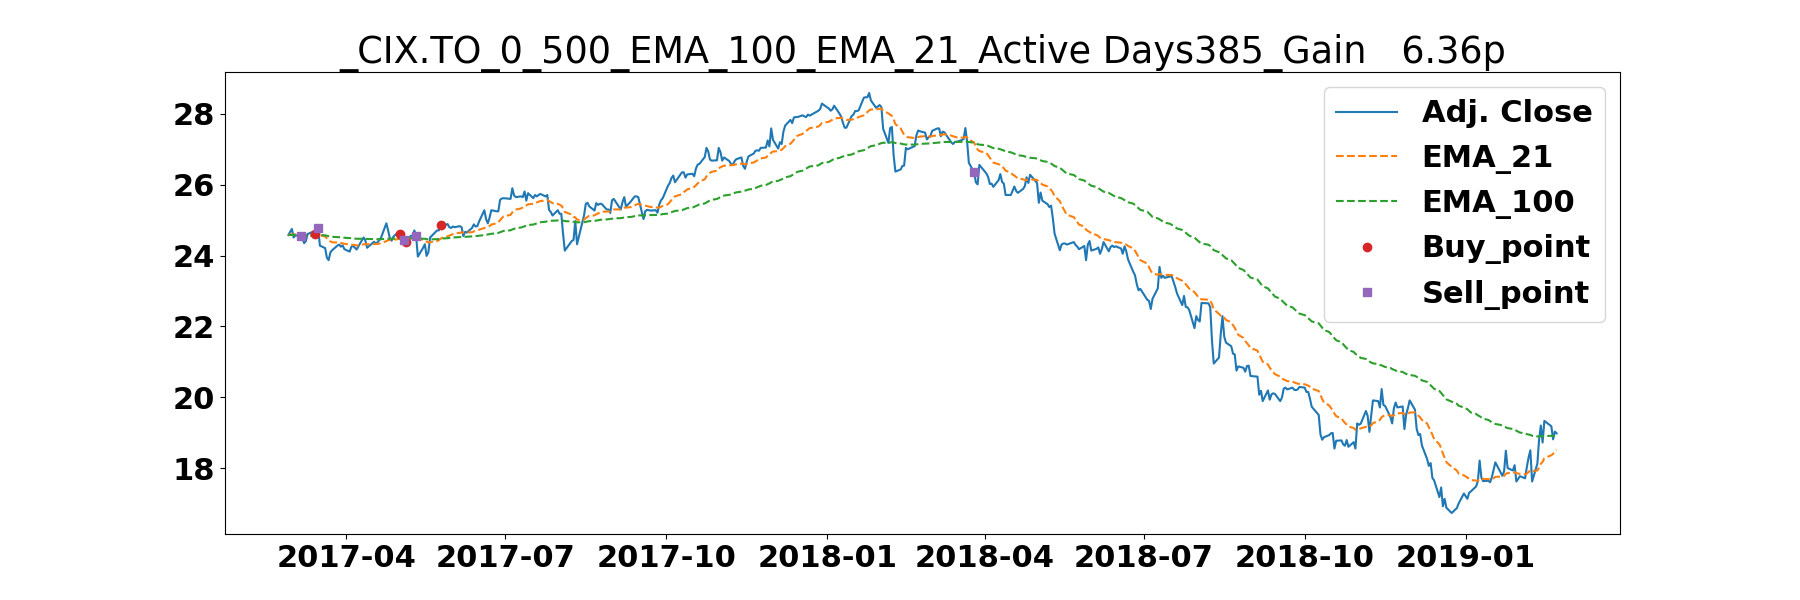 _CIX.TO_0_500_EMA_100_EMA_21_Active Days385_Gain   6.36p
28
26
24
22
20
18
Adj. Close
EMA_21
EMA_100
Buy_point
Sell_point
2017-04 2017-07 2017-10 2018-01 2018-04 2018-07 2018-10 2019-01